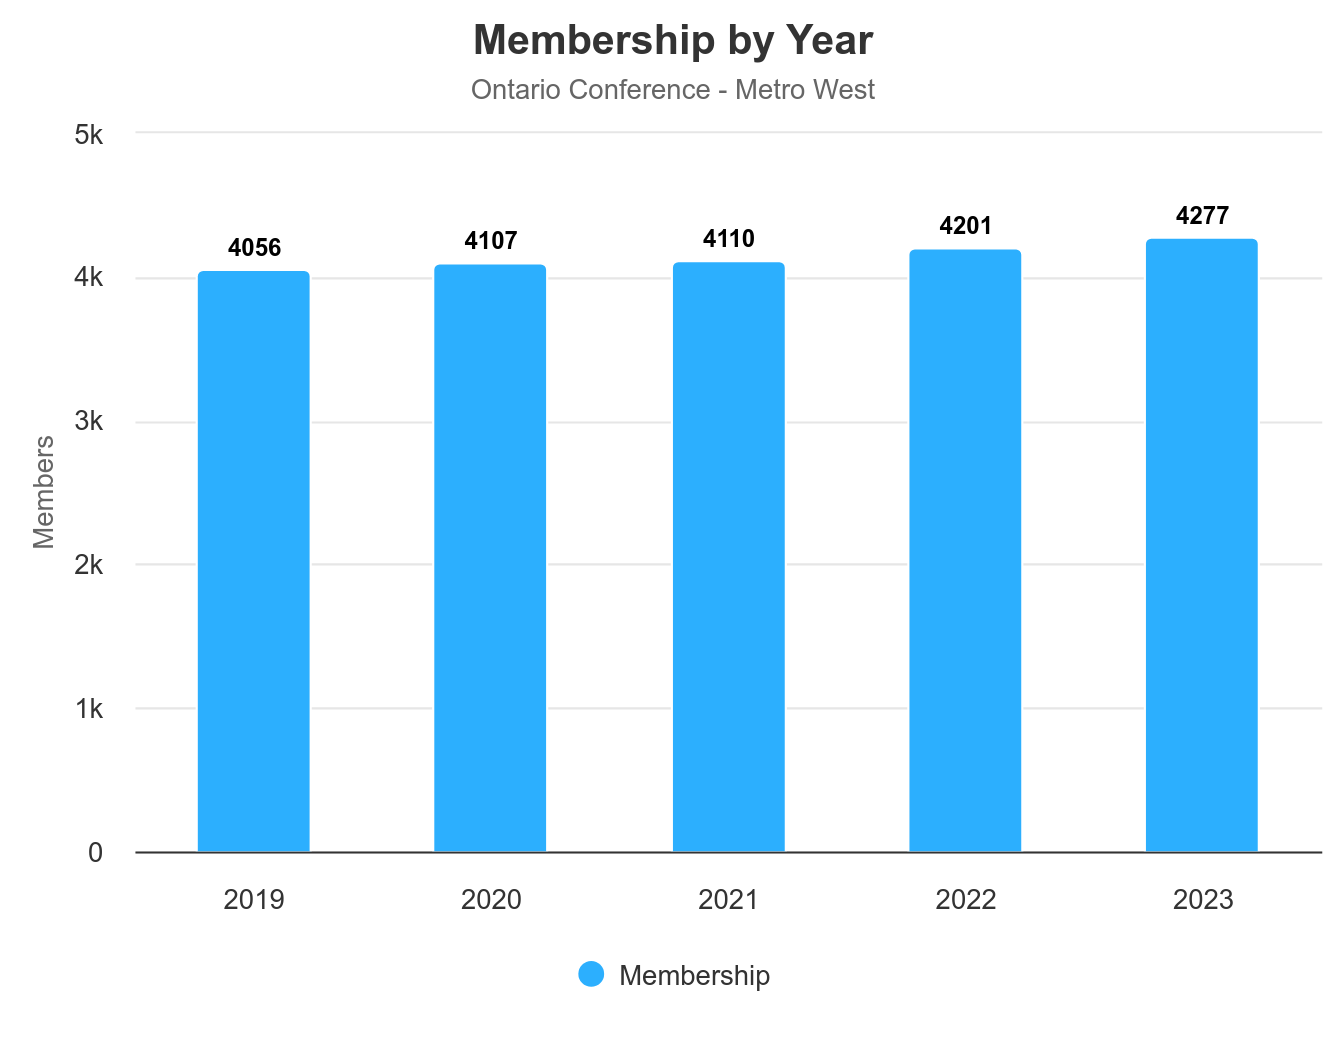 Membership by Year
Ontario Conference - Metro West
5k
4k
3k
2k
1k
0
Members
4056
4107
4110
4201
4277
2019
2020
2021
2022
2023
Membership